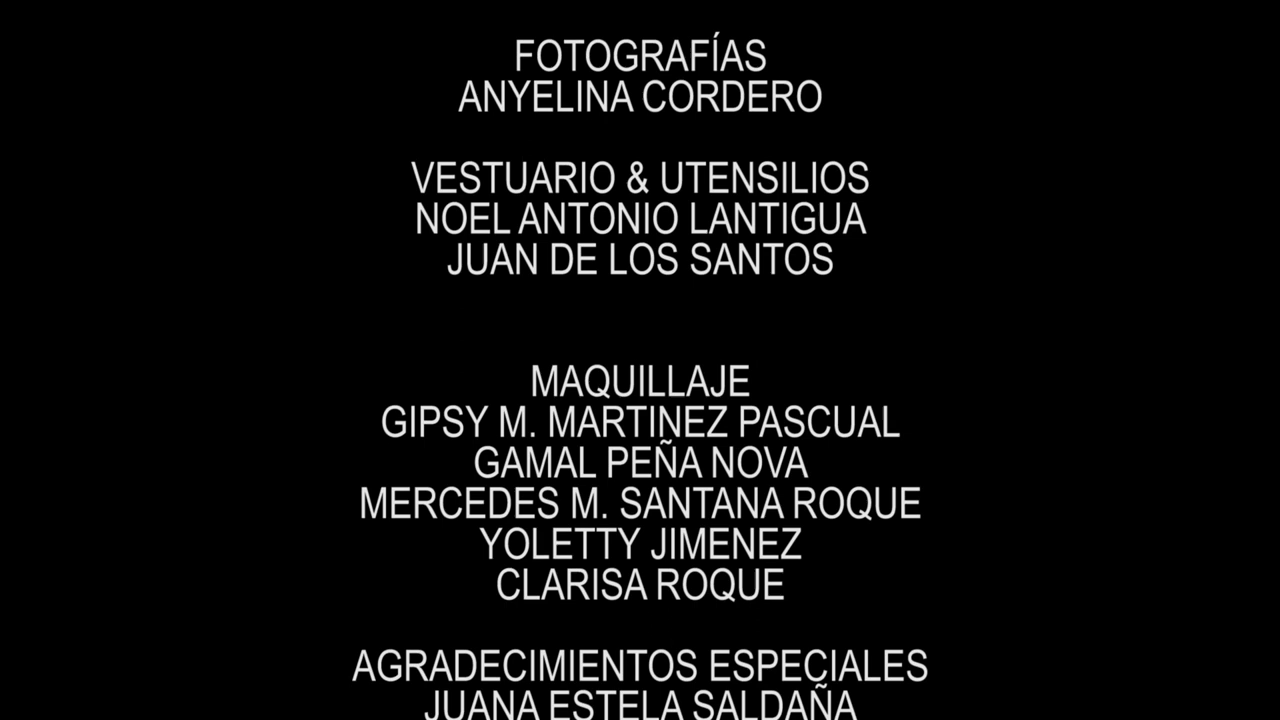 FOTOGRAFÍAS
ANYELINA CORDERO
VESTUARIO & UTENSILIOS
NOEL ANTONIO LANTIGUA
JUAN DE LOS SANTOS
MAQUILLAJE
GIPSY M. MARTINEZ PASCUAL
GAMAL PEÑA NOVA
MERCEDES M. SANTANA ROQUE
YOLETTY JIMENEZ
CLARISA ROQUE
AGRADECIMIENTOS ESPECIALES
JUANA ESTELA SALDAÑA